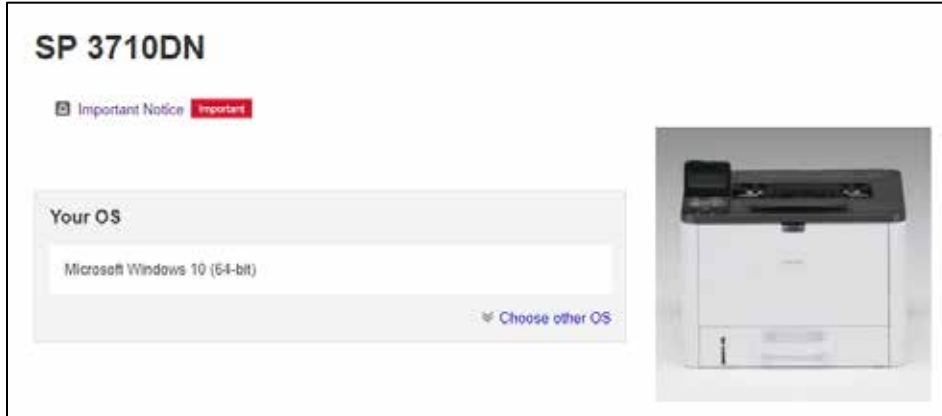 SP 3710DN
Important Notice Important
Your OS
Microsoft Windows 10 (64-bit)
Choose other OS